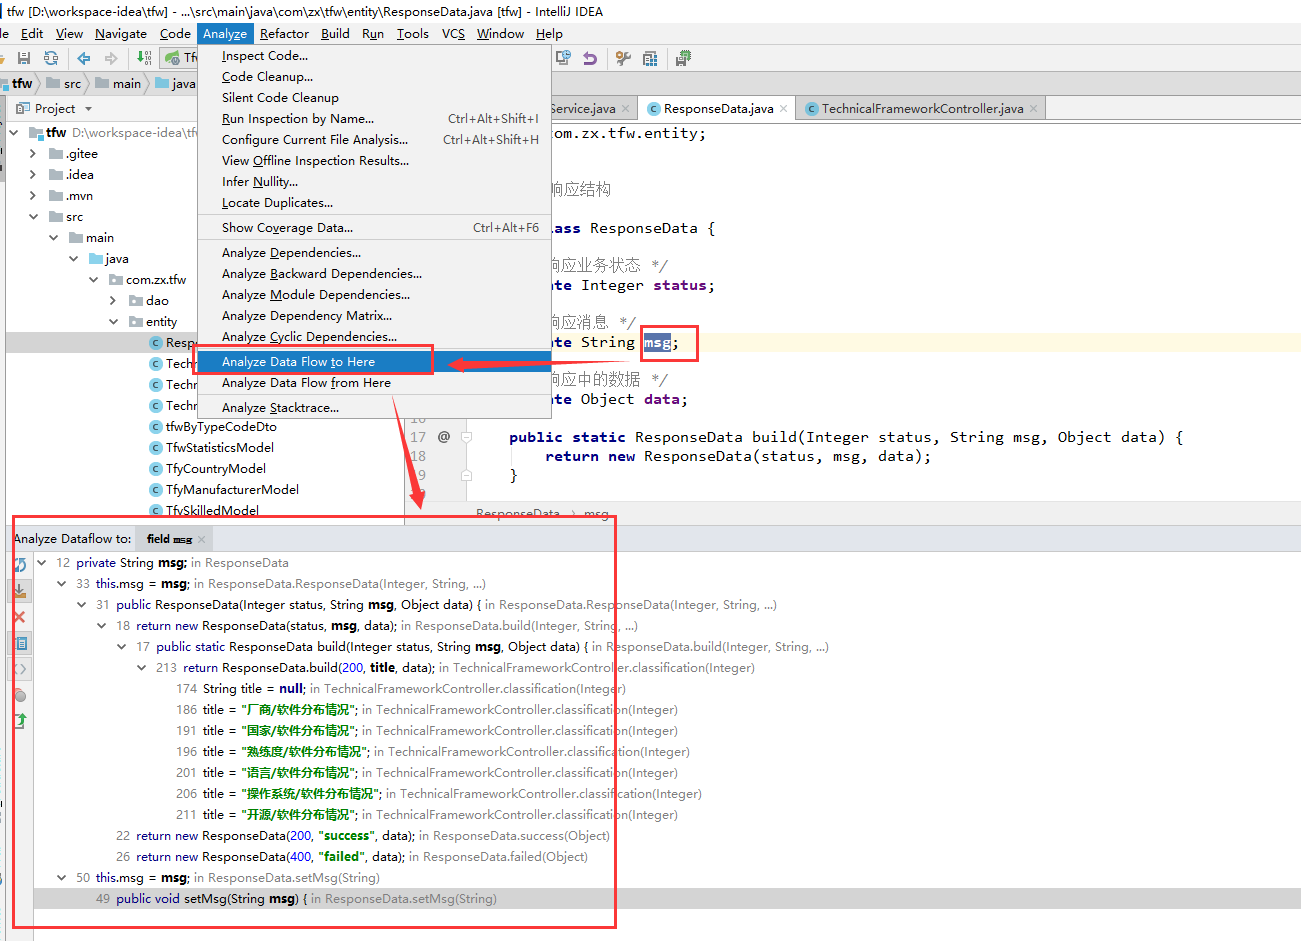 tfw [D:\workspace-idea\tfw] - ...\src\main\java\com\zx\tfw\entity\ResponseData.java [tfw] - IntelliJ IDEA
Edit View Navigate Code Analyze Refactor Build Run Tools VCS Window Help
tfw src main java
Project
tfw D:\workspace-idea\tfw
.gitee
.idea
.mvn
src
main
java
com.zx.tfw
dao
entity
Resp
Techr
Techr
Techr
tfwByTypeCodeDto
TfwStatisticsModel
TfyCountryModel
TfyManufacturerModel
TfySkilledModel
Inspect Code...
Code Cleanup...
Silent Code Cleanup
Run Inspection by Name... Ctrl+Alt+Shift+I
Configure Current File Analysis... Ctrl+Alt+Shift+H
View Offline Inspection Results...
Infer Nullity...
Locate Duplicates...
Show Coverage Data... Ctrl+Alt+F6
Analyze Dependencies...
Analyze Backward Dependencies...
Analyze Module Dependencies...
Analyze Dependency Matrix...
Analyze Cyclic Dependencies...
Analyze Data Flow to Here
Analyze Data Flow from Here
Analyze Stacktrace...
Service.java ResponseData.java TechnicalFrameworkController.java
com.zx.tfw.entity;
响应结构
ass ResponseData {
响应业务状态 */
te Integer status;
响应消息 */
te String msg;
响应中的数据 */
te Object data;
17 @ public static ResponseData build(Integer status, String msg, Object data) {
18 return new ResponseData(status, msg, data);
9 }
ResponseData msg
Analyze Dataflow to: field msg
12 private String msg; in ResponseData
33 this.msg = msg; in ResponseData.ResponseData(Integer, String, ...)
31 public ResponseData(Integer status, String msg, Object data) { in ResponseData.ResponseData(Integer, String, ...)
18 return new ResponseData(status, msg, data); in ResponseData.build(Integer, String, ...)
17 public static ResponseData build(Integer status, String msg, Object data) { in ResponseData.build(Integer, String, ...)
213 return ResponseData.build(200, title, data); in TechnicalFrameworkController.classification(Integer)
174 String title = null; in TechnicalFrameworkController.classification(Integer)
186 title = "厂商/软件分布情况"; in TechnicalFrameworkController.classification(Integer)
191 title = "国家/软件分布情况"; in TechnicalFrameworkController.classification(Integer)
196 title = "熟练度/软件分布情况"; in TechnicalFrameworkController.classification(Integer)
201 title = "语言/软件分布情况"; in TechnicalFrameworkController.classification(Integer)
206 title = "操作系统/软件分布情况"; in TechnicalFrameworkController.classification(Integer)
211 title = "开源/软件分布情况"; in TechnicalFrameworkController.classification(Integer)
22 return new ResponseData(200, "success", data); in ResponseData.success(Object)
26 return new ResponseData(400, "failed", data); in ResponseData.failed(Object)
50 this.msg = msg; in ResponseData.setMsg(String)
49 public void setMsg(String msg) { in ResponseData.setMsg(String)